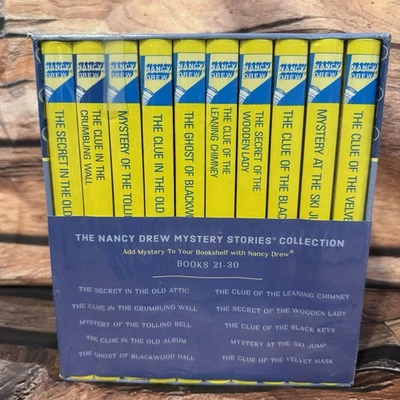 NANCY DREW
THE SECRET IN THE OLD
NANCY DREW
THE CLUE IN THE
CRUMBLING WALL
NANCY DREW
MYSTERY OF THE TOLLING
NANCY DREW
THE CLUE IN THE OLD
NANCY DREW
THE GHOST OF BLACKWOOD
NANCY DREW
THE CLUE OF THE
LEANING CHIMNEY
NANCY DREW
THE SECRET OF THE
WOODEN LADY
NANCY DREW
THE CLUE OF THE
NANCY DREW
MYSTERY AT THE SKI
NANCY DREW
THE CLUE OF THE
THE NANCY DREW MYSTERY STORIES® COLLECTION
Add Mystery To Your Bookshelf with Nancy Drew®
BOOKS 21-30
THE SECRET IN THE OLD ATTIC
THE CLUE IN THE CRUMBLING WALL
MYSTERY OF THE TOLLING BELL
THE CLUE IN THE OLD ALBUM
THE GHOST OF BLACKWOOD HALL
THE CLUE OF THE LEANING CHIMNEY
THE SECRET OF THE WOODEN LADY
THE CLUE OF THE BLACK KEYS
MYSTERY AT THE SKI JUMP
THE CLUE OF THE VELVET MASK